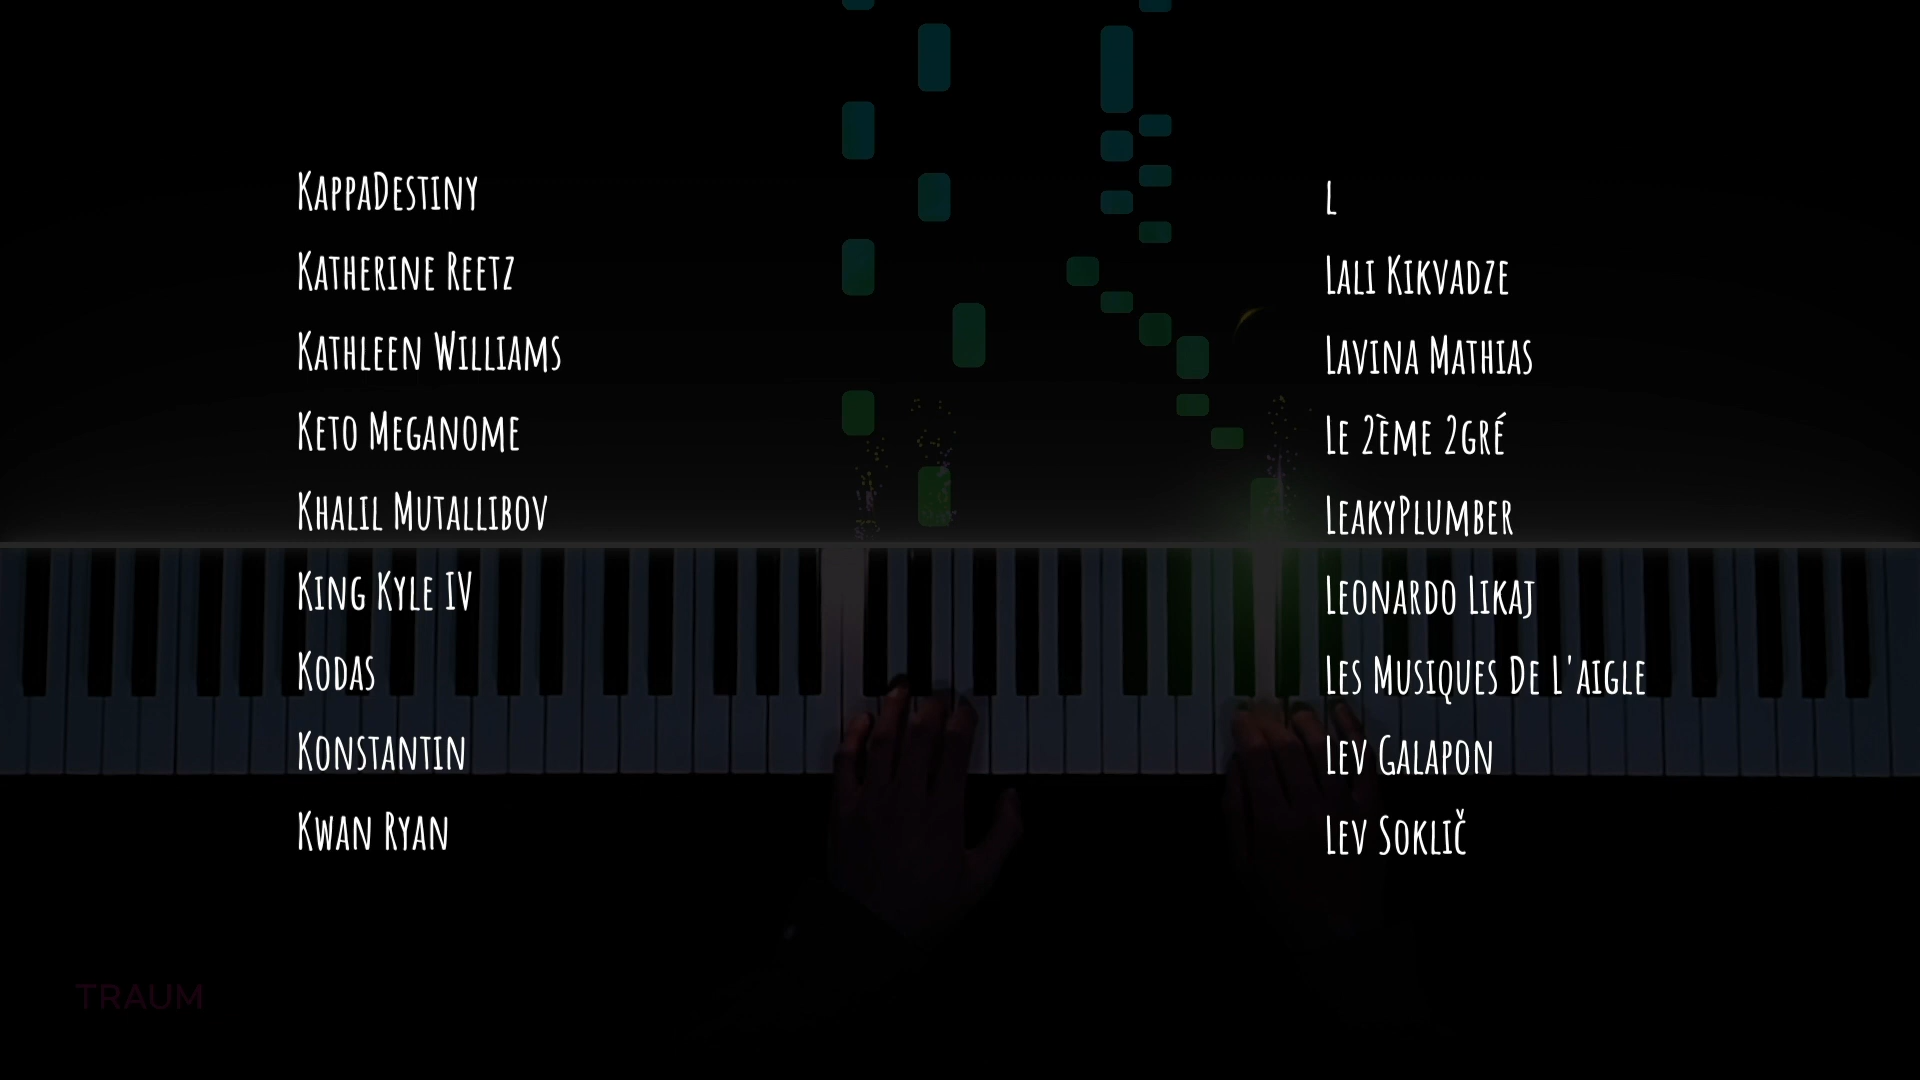 KappaDestiny
Katherine Reetz
Kathleen Williams
Keto Meganome
Khalil Mutallibov
King Kyle IV
Kodas
Konstantin
Kwan Ryan
L
Lali Kikvadze
Lavina Mathias
Le 2ème 2gré
LeakyPlumber
Leonardo Likaj
Les Musiques De L'aigle
Lev Galapon
Lev Soklič
TRAUM